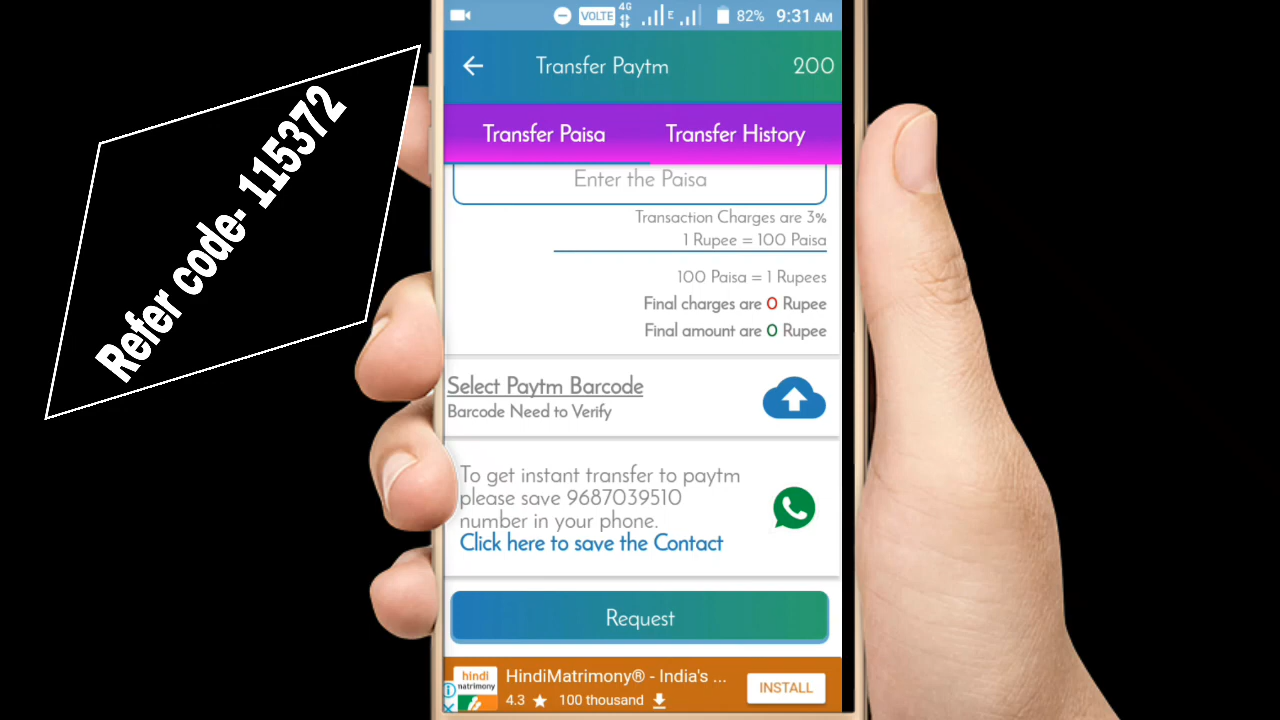 Refer code- 115372
VOLTE 4G E 82% 9:31 AM
Transfer Paytm 200
Transfer Paisa Transfer History
Enter the Paisa
Transaction Charges are 3%
1 Rupee = 100 Paisa
100 Paisa = 1 Rupees
Final charges are 0 Rupee
Final amount are 0 Rupee
Select Paytm Barcode
Barcode Need to Verify
To get instant transfer to paytm
please save 9687039510
number in your phone.
Click here to save the Contact
Request
hindi
matrimony
HindiMatrimony® - India's ...
4.3 ★ 100 thousand
INSTALL